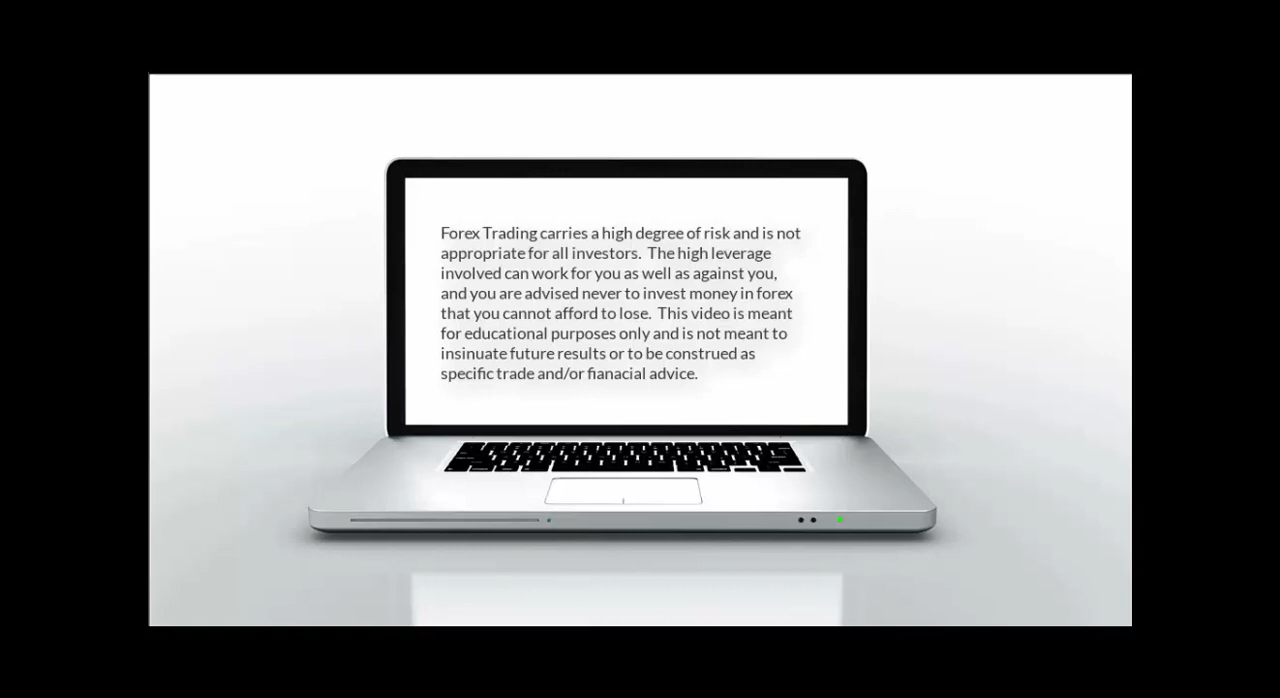 Forex Trading carries a high degree of risk and is not
appropriate for all investors.  The high leverage
involved can work for you as well as against you,
and you are advised never to invest money in forex
that you cannot afford to lose.  This video is meant
for educational purposes only and is not meant to
insinuate future results or to be construed as
specific trade and/or fianacial advice.